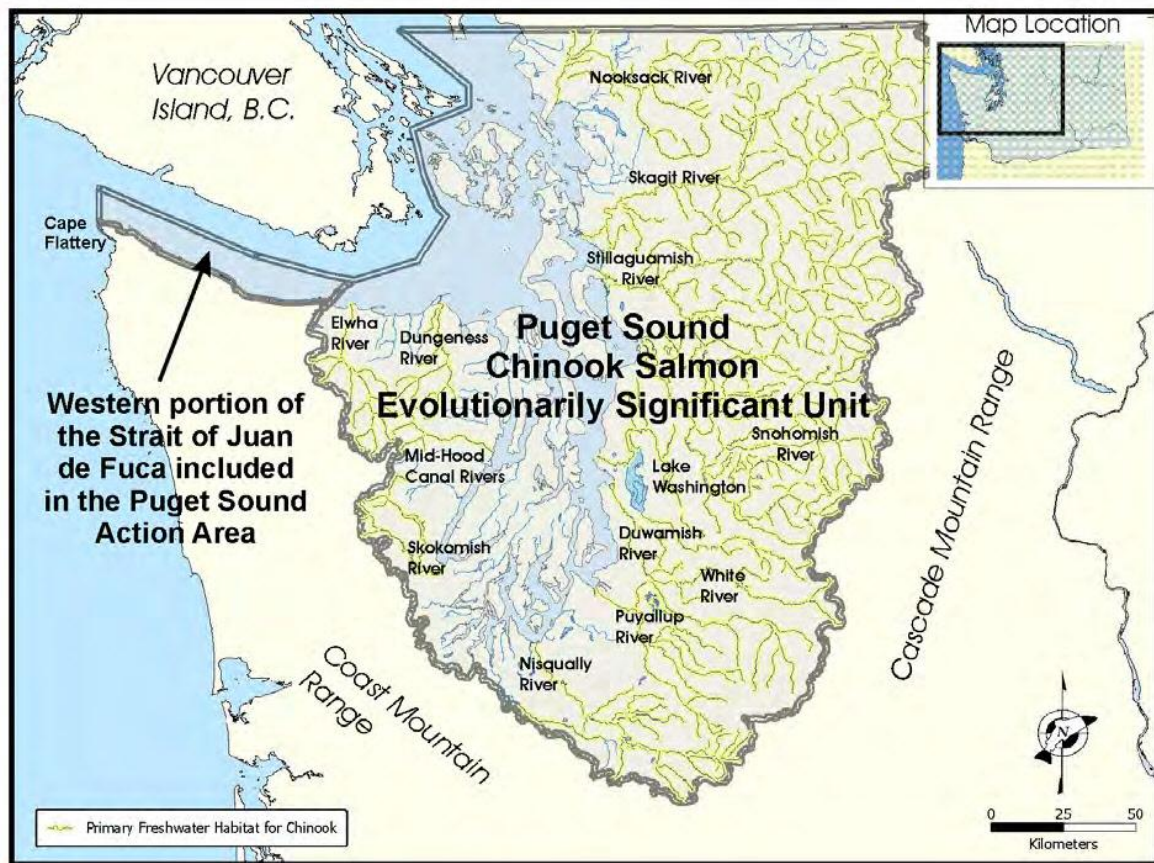 Map Location
Vancouver
Island, B.C.
Nooksack River
Skagit River
Cape
Flattery
Stillaguamish
River
Elwha
River
Dungeness
River
Puget Sound
Chinook Salmon
Evolutionarily Significant Unit
Western portion of
the Strait of Juan
de Fuca included
in the Puget Sound
Action Area
Mid-Hood
Canal Rivers
Snohomish
River
Lake
Washington
Cascade Mountain Range
Skokomish
River
Duwamish
River
White
River
Puyallup
River
Nisqually
River
Coast Mountain
Range
N
Primary Freshwater Habitat for Chinook
0 25 50
Kilometers